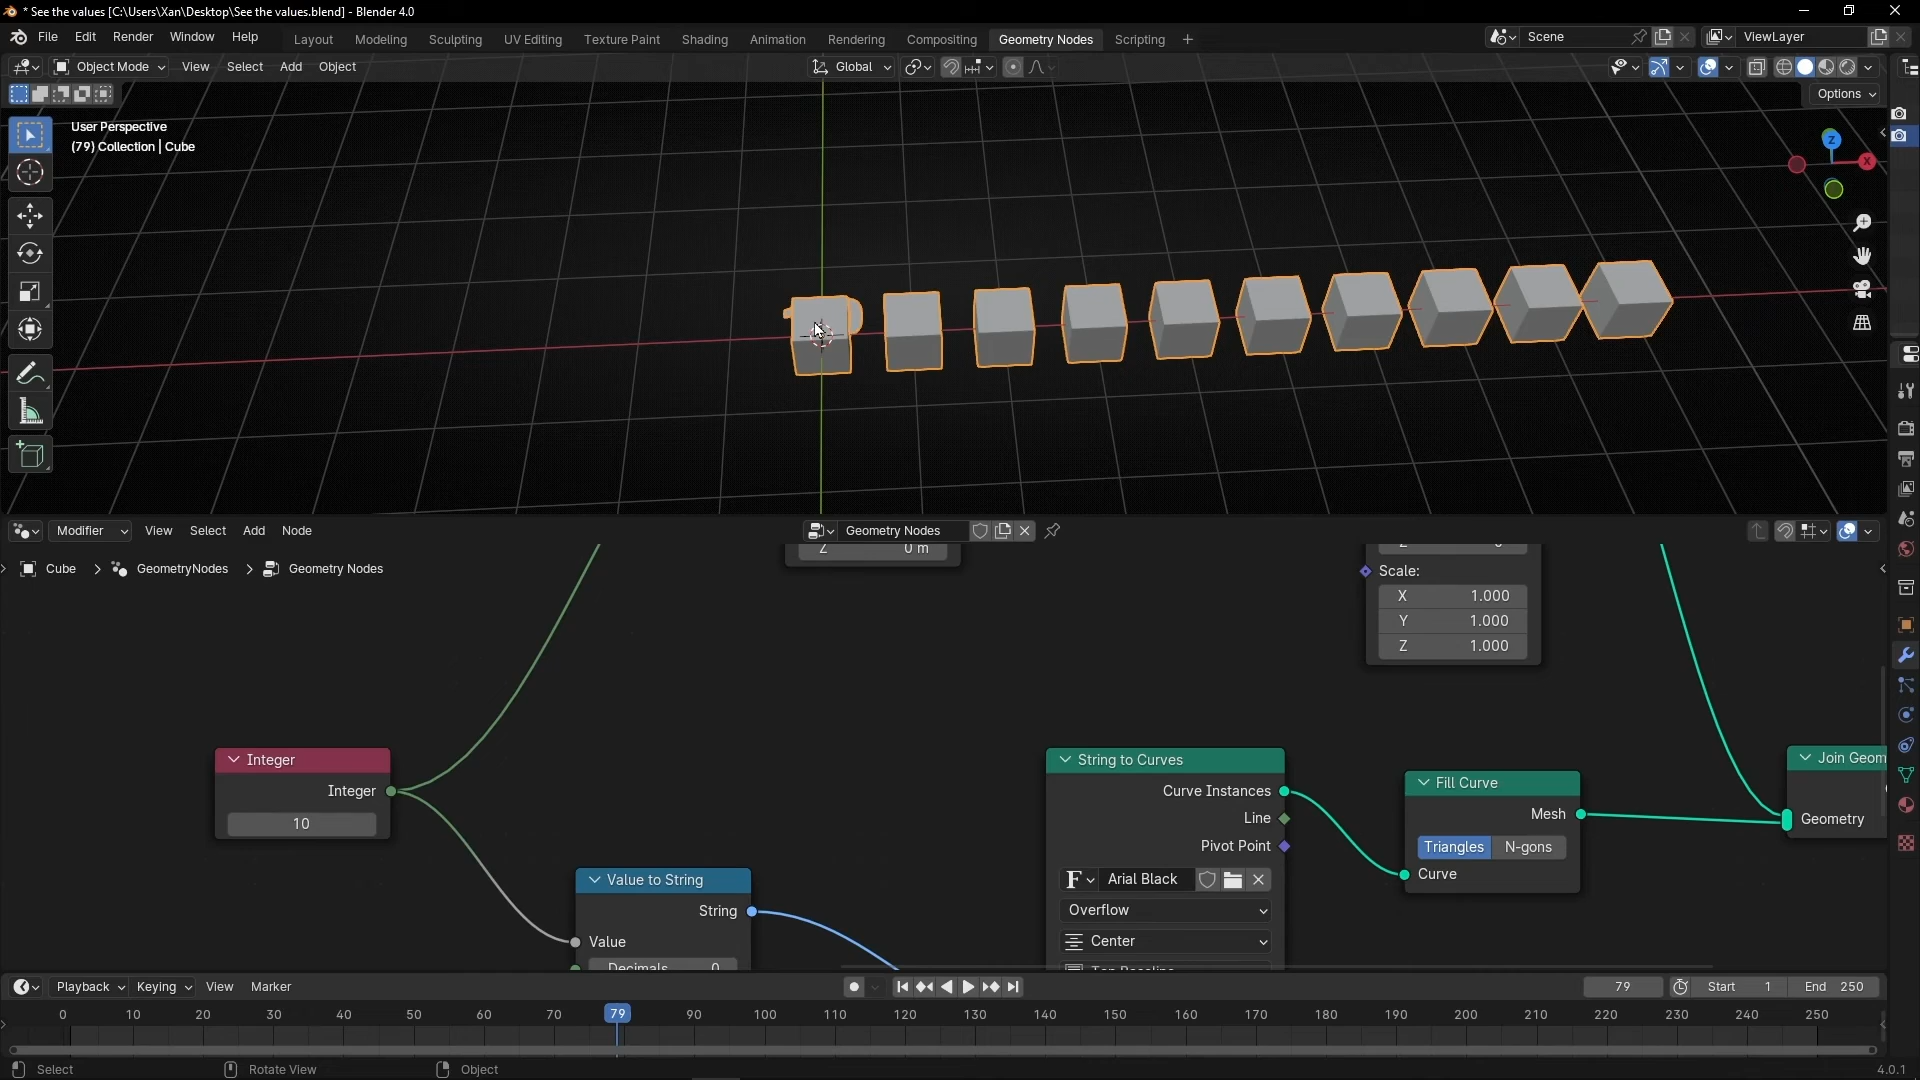 * See the values [C:\Users\Xan\Desktop\See the values.blend] - Blender 4.0
File Edit Render Window Help Layout Modeling Sculpting UV Editing Texture Paint Shading Animation Rendering Compositing Geometry Nodes Scripting + Scene ViewLayer
Object Mode View Select Add Object Global
Options
User Perspective
(79) Collection | Cube
Z
X
Modifier View Select Add Node Geometry Nodes
Z 0 m
Cube > GeometryNodes > Geometry Nodes
Scale:
X 1.000
Y 1.000
Z 1.000
Integer
Integer
10
Value to String
String
Value
Decimals 0
String to Curves
Curve Instances
Line
Pivot Point
F Arial Black
Overflow
Center
Top Baseline
Fill Curve
Mesh
Triangles N-gons
Curve
Join Geom
Geometry
Playback Keying View Marker 79 Start 1 End 250
0 10 20 30 40 50 60 70 79 90 100 110 120 130 140 150 160 170 180 190 200 210 220 230 240 250
Select Rotate View Object 4.0.1